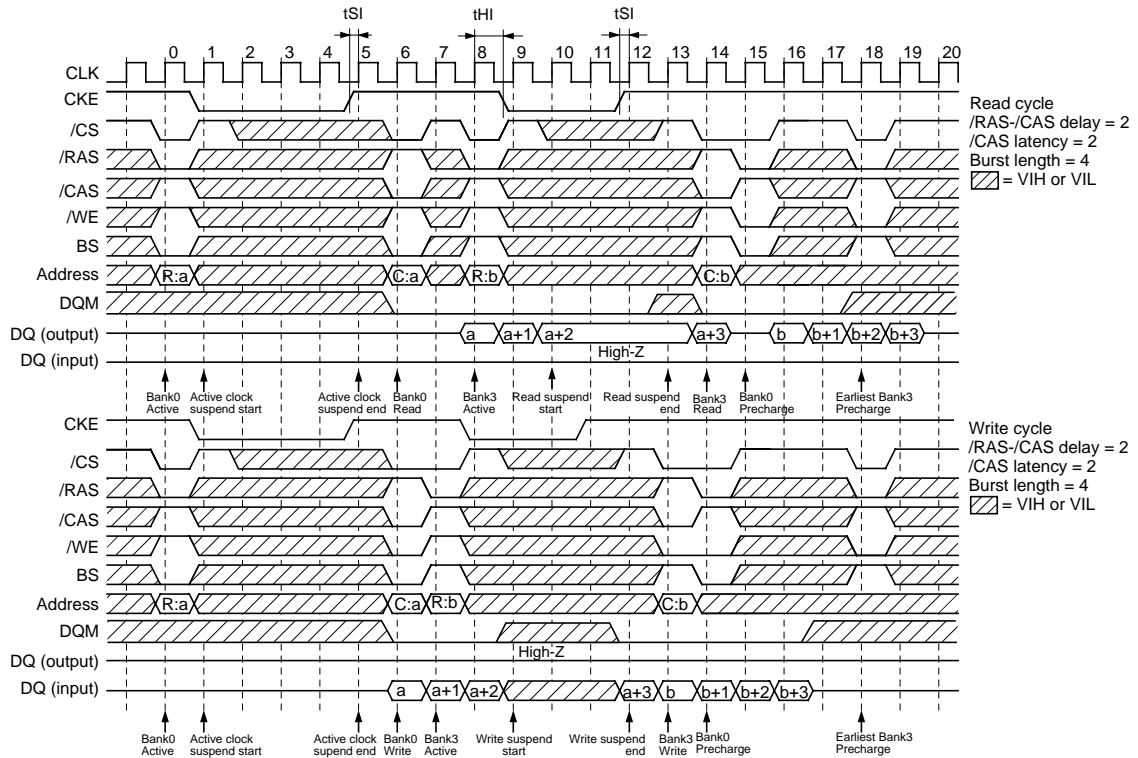 tSI tHI tSI
0 1 2 3 4 5 6 7 8 9 10 11 12 13 14 15 16 17 18 19 20
CLK
CKE
/CS
/RAS
/CAS
/WE
BS
Address R:a C:a R:b C:b
DQM
DQ (output) a a+1 a+2 a+3 b b+1 b+2 b+3
High-Z
DQ (input)
Bank0 Active
Active clock suspend start
Active clock suspend end
Bank0 Read
Bank3 Active
Read suspend start
Read suspend end
Bank3 Read
Bank0 Precharge
Earliest Bank3 Precharge
Read cycle
/RAS-/CAS delay = 2
/CAS latency = 2
Burst length = 4
= VIH or VIL
CKE
/CS
/RAS
/CAS
/WE
BS
Address R:a C:a R:b C:b
DQM
High-Z
DQ (output)
DQ (input) a a+1 a+2 a+3 b b+1 b+2 b+3
Bank0 Active
Active clock suspend start
Active clock supend end
Bank0 Write
Bank3 Active
Write suspend start
Write suspend end
Bank3 Write
Bank0 Precharge
Earliest Bank3 Precharge
Write cycle
/RAS-/CAS delay = 2
/CAS latency = 2
Burst length = 4
= VIH or VIL